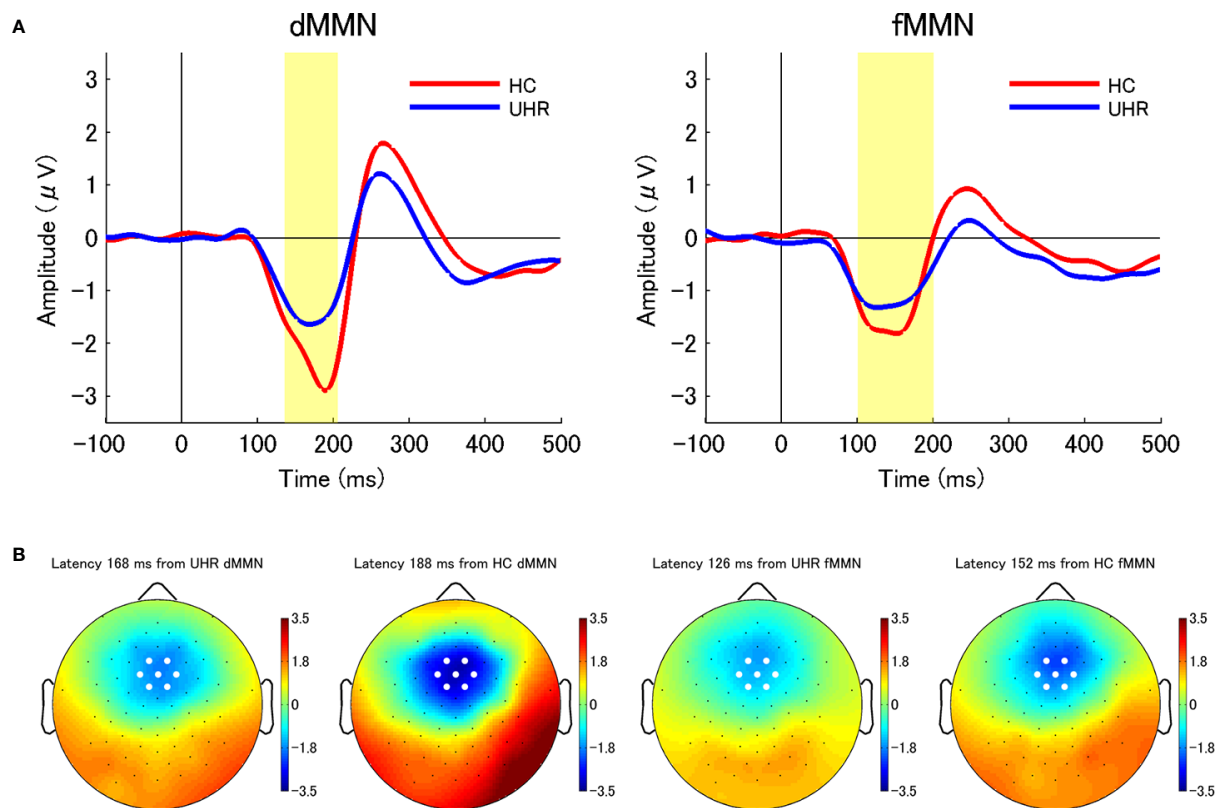 A
dMMN
fMMN
HC
UHR
HC
UHR
3
2
1
0
−1
−2
−3
Amplitude ( μ V)
−100 0 100 200 300 400 500
Time (ms)
3
2
1
0
−1
−2
−3
Amplitude ( μ V)
−100 0 100 200 300 400 500
Time (ms)
B
Latency 168 ms from UHR dMMN
3.5
1.8
0
−1.8
−3.5
Latency 188 ms from HC dMMN
3.5
1.8
0
−1.8
−3.5
Latency 126 ms from UHR fMMN
3.5
1.8
0
−1.8
−3.5
Latency 152 ms from HC fMMN
3.5
1.8
0
−1.8
−3.5